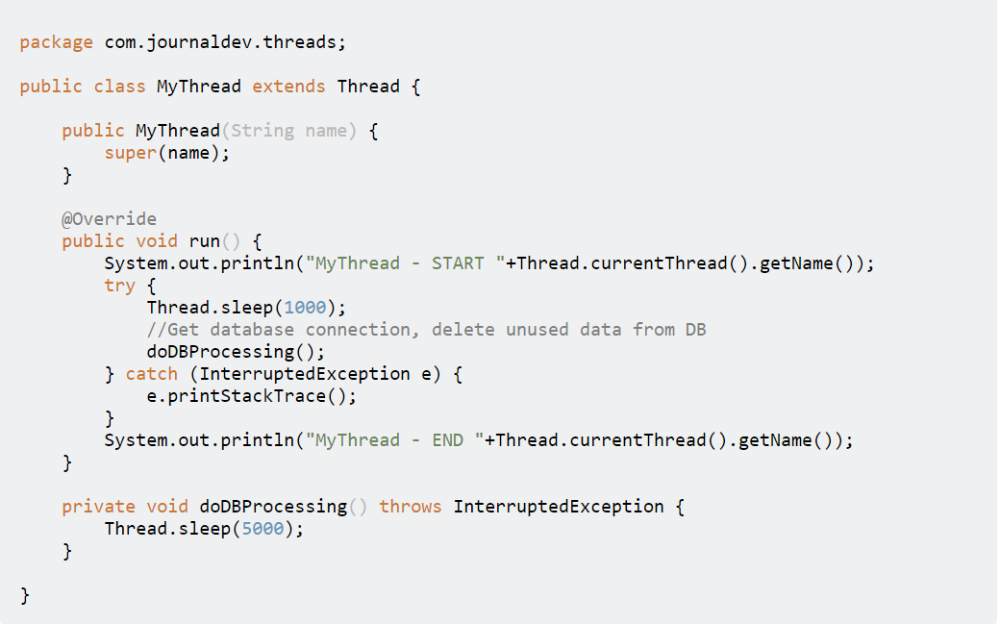 package com.journaldev.threads;
public class MyThread extends Thread {
public MyThread(String name) {
super(name);
}
@Override
public void run() {
System.out.println("MyThread - START "+Thread.currentThread().getName());
try {
Thread.sleep(1000);
//Get database connection, delete unused data from DB
doDBProcessing();
} catch (InterruptedException e) {
e.printStackTrace();
}
System.out.println("MyThread - END "+Thread.currentThread().getName());
}
private void doDBProcessing() throws InterruptedException {
Thread.sleep(5000);
}
}